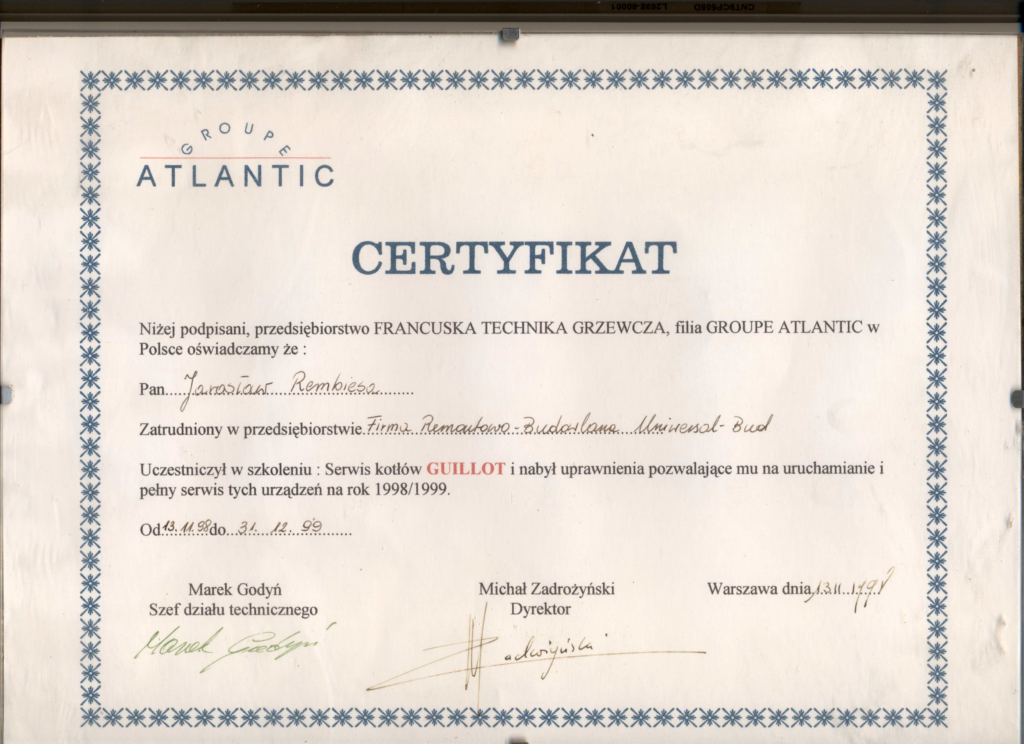 GROUPE
ATLANTIC
CERTYFIKAT
Niżej podpisani, przedsiębiorstwo FRANCUSKA TECHNIKA GRZEWCZA, filia GROUPE ATLANTIC w
Polsce oświadczamy że :
Pan....Jarosław Rembiesa........
Zatrudniony w przedsiębiorstwie.Firma Remontowo-Budowlana Uniwersal-Bud
Uczestniczył w szkoleniu : Serwis kotłów GUILLOT i nabył uprawnienia pozwalające mu na uruchamianie i
pełny serwis tych urządzeń na rok 1998/1999.
Od 13.11.98 do...31. 12. 99.......
Marek Godyń
Szef działu technicznego
Marek Godyń
Michał Zadrożyński
Dyrektor
Warszawa dnia 13.11.1998